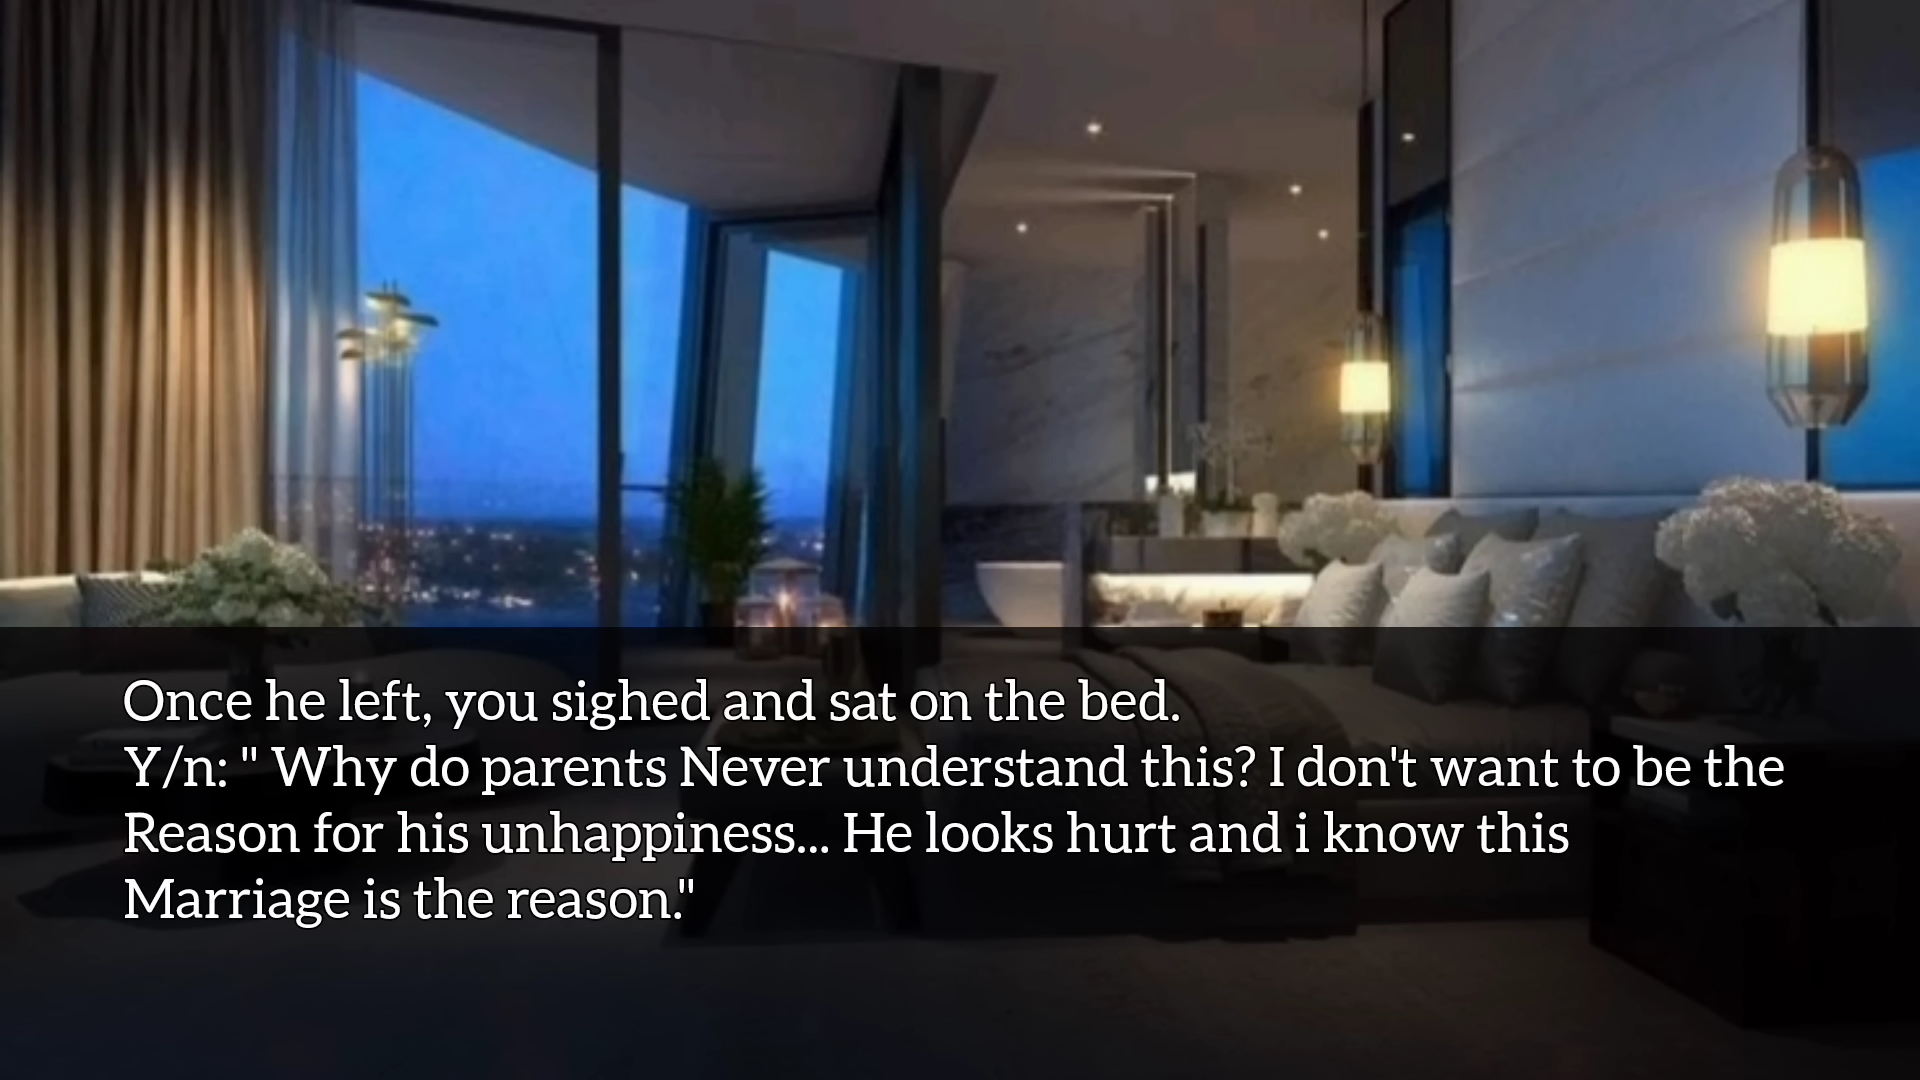 Once he left, you sighed and sat on the bed.
Y/n: " Why do parents Never understand this? I don't want to be the
Reason for his unhappiness... He looks hurt and i know this
Marriage is the reason."